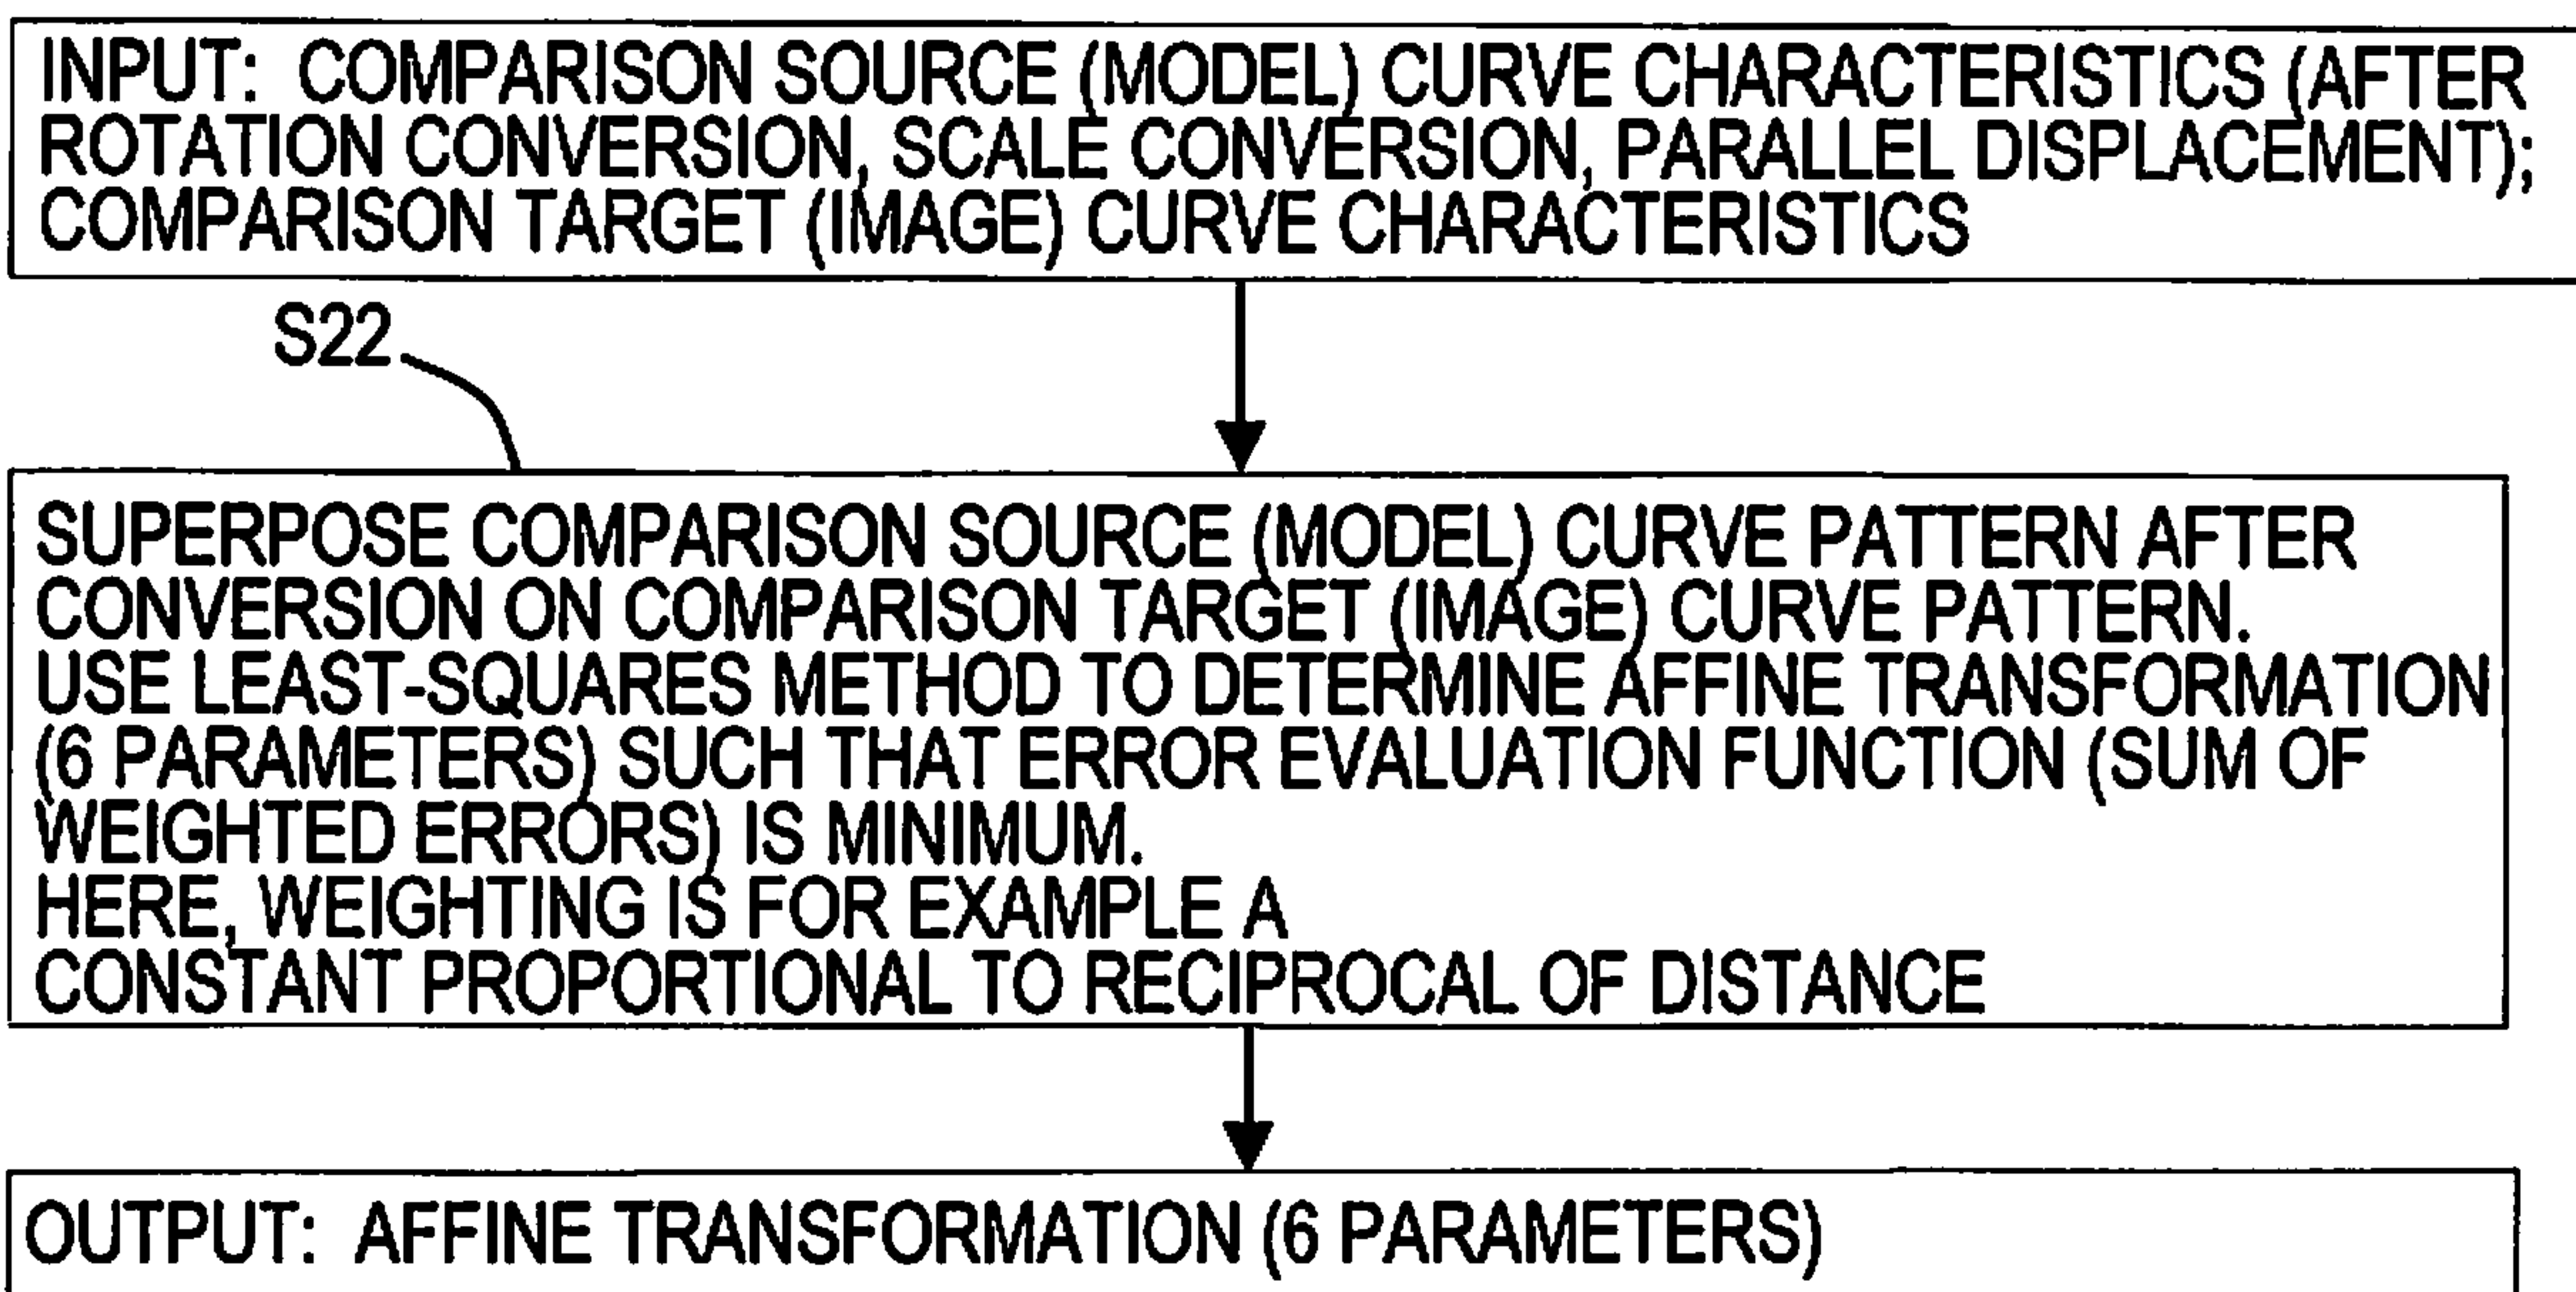 INPUT: COMPARISON SOURCE (MODEL) CURVE CHARACTERISTICS (AFTER
ROTATION CONVERSION, SCALE CONVERSION, PARALLEL DISPLACEMENT);
COMPARISON TARGET (IMAGE) CURVE CHARACTERISTICS
S22
SUPERPOSE COMPARISON SOURCE (MODEL) CURVE PATTERN AFTER
CONVERSION ON COMPARISON TARGET (IMAGE) CURVE PATTERN.
USE LEAST-SQUARES METHOD TO DETERMINE AFFINE TRANSFORMATION
(6 PARAMETERS) SUCH THAT ERROR EVALUATION FUNCTION (SUM OF
WEIGHTED ERRORS) IS MINIMUM.
HERE, WEIGHTING IS FOR EXAMPLE A
CONSTANT PROPORTIONAL TO RECIPROCAL OF DISTANCE
OUTPUT: AFFINE TRANSFORMATION (6 PARAMETERS)